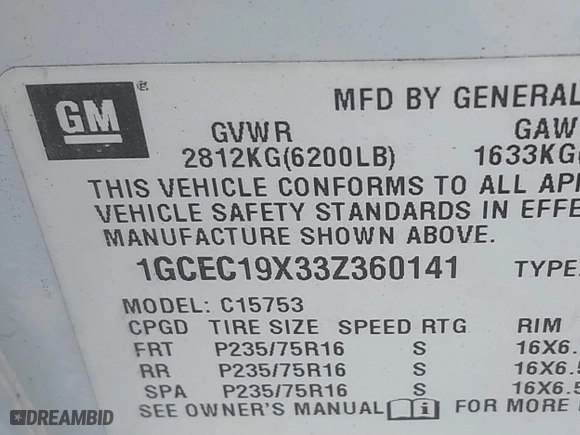 GM
®
MFD BY GENERAL
GVWR GAW
2812KG(6200LB) 1633KG(
THIS VEHICLE CONFORMS TO ALL APP
VEHICLE SAFETY STANDARDS IN EFFE
MANUFACTURE SHOWN ABOVE.
1GCEC19X33Z360141 TYPE:
MODEL: C15753
CPGD TIRE SIZE SPEED RTG RIM
FRT P235/75R16 S 16X6.
RR P235/75R16 S 16X6.5
SPA P235/75R16 S 16X6.5
SEE OWNER'S MANUAL FOR MORE
DREAMBID